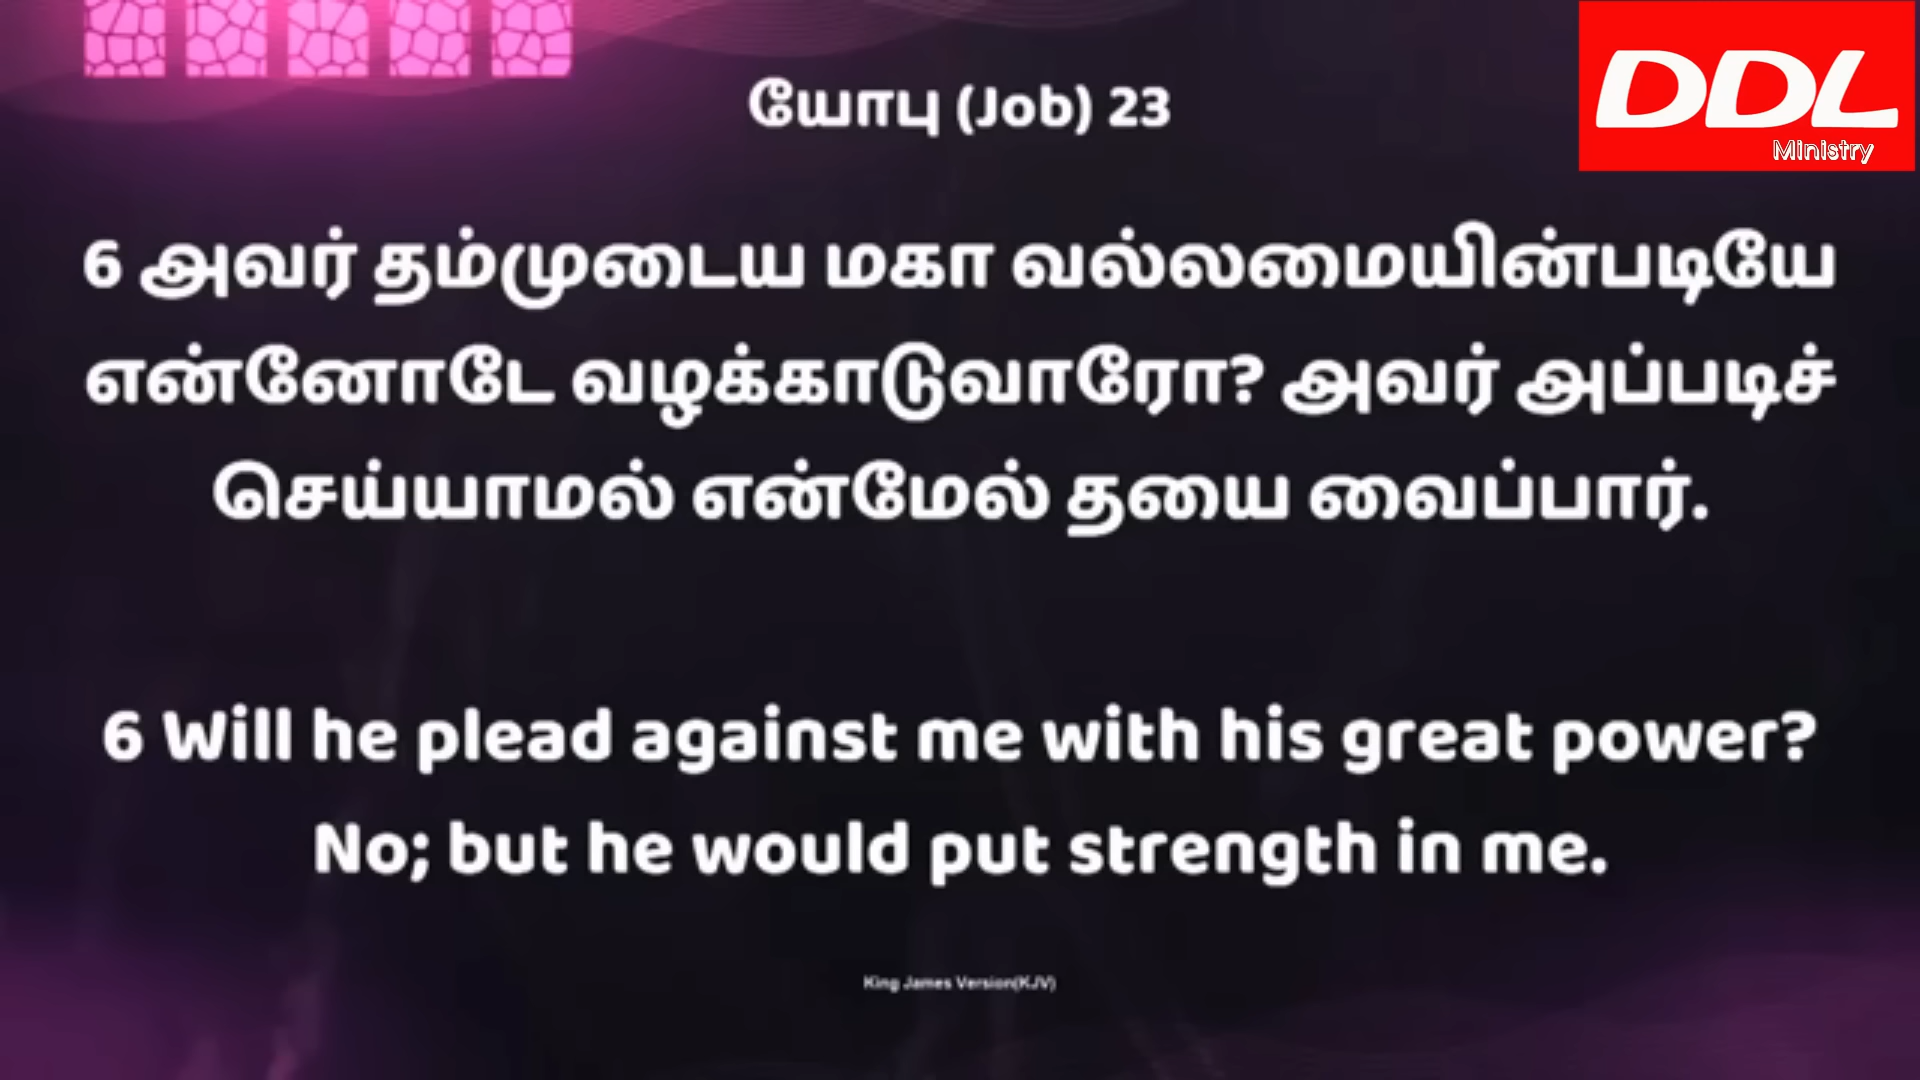 யோபு (Job) 23
DDL
Ministry
6 அவர் தம்முடைய மகா வல்லமையின்படியே
என்னோடே வழக்காடுவாரோ? அவர் அப்படிச்
செய்யாமல் என்மேல் தயை வைப்பார்.
6 Will he plead against me with his great power?
No; but he would put strength in me.
King James Version(KJV)